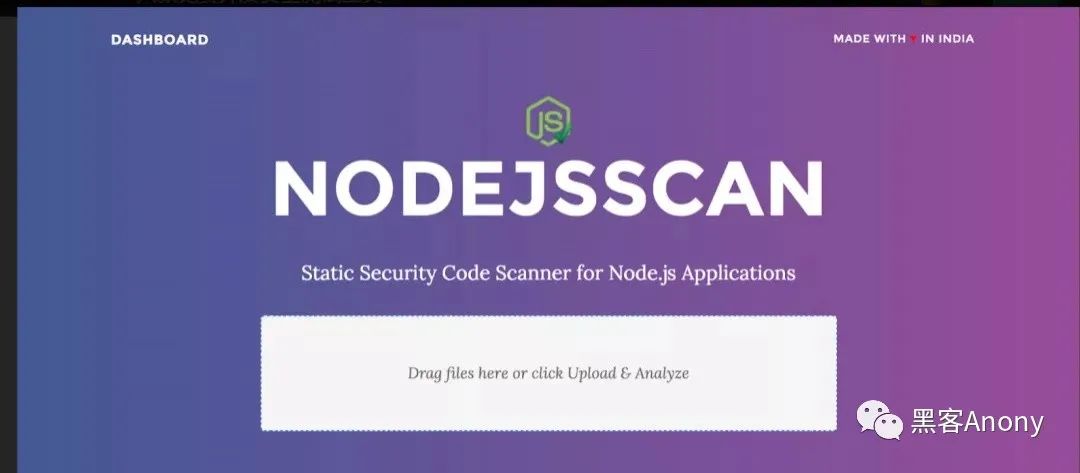 DASHBOARD
MADE WITH ♥ IN INDIA
JS
NODEJSSCAN
Static Security Code Scanner for Node.js Applications
Drag files here or click Upload & Analyze
黑客Anony